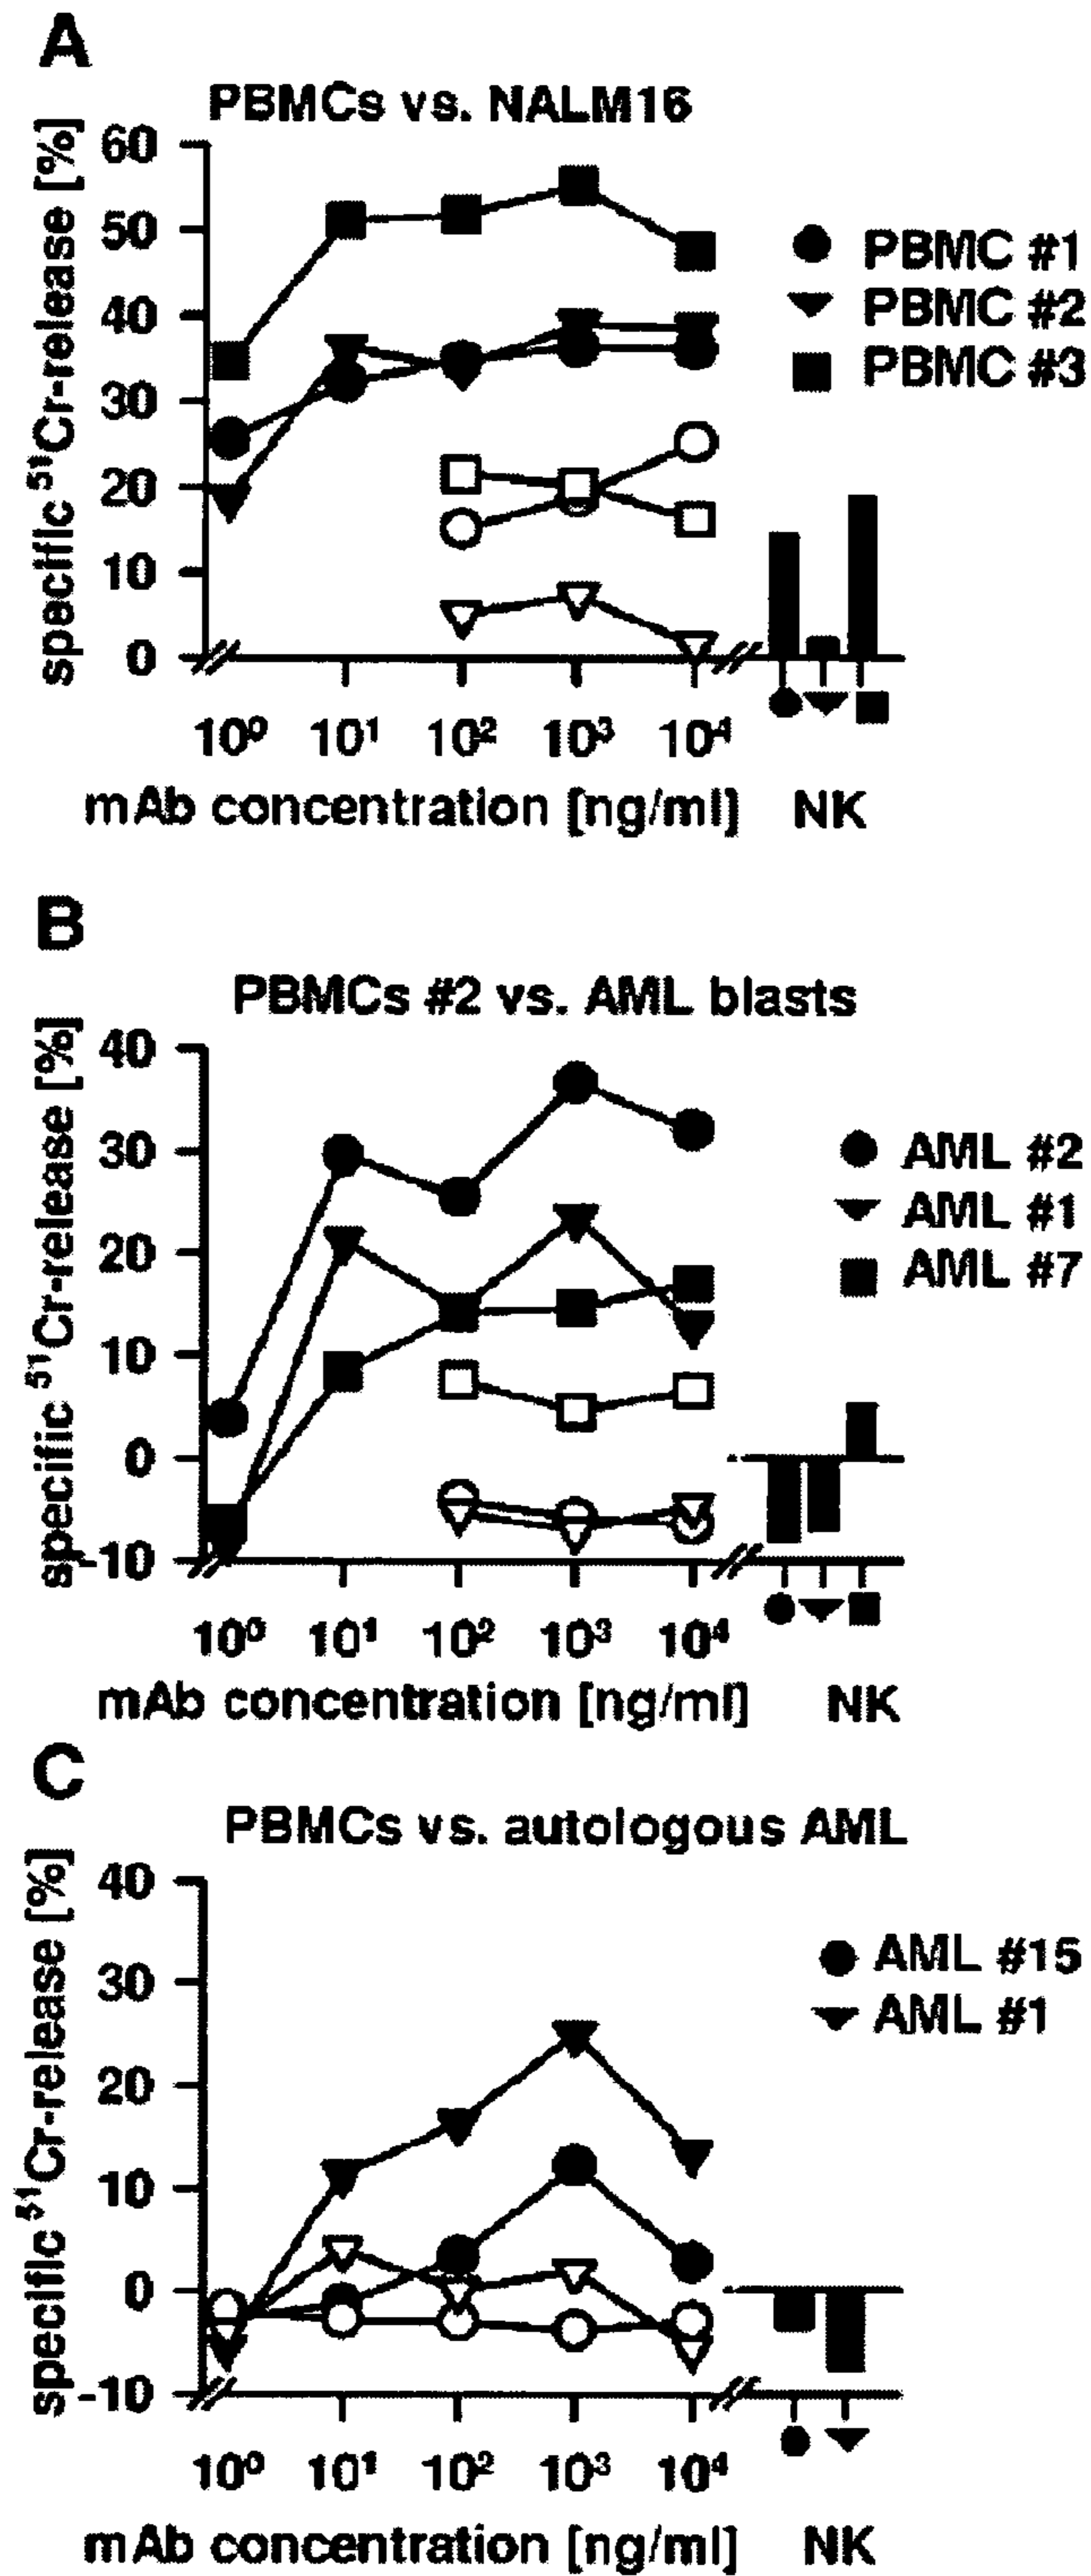 A
PBMCs vs. NALM16
specific ⁵¹Cr-release [%]
60
50
40
30
20
10
0
PBMC #1
PBMC #2
PBMC #3
10⁰ 10¹ 10² 10³ 10⁴
mAb concentration [ng/ml] NK
B
PBMCs #2 vs. AML blasts
specific ⁵¹Cr-release [%]
40
30
20
10
0
-10
AML #2
AML #1
AML #7
10⁰ 10¹ 10² 10³ 10⁴
mAb concentration [ng/ml] NK
C
PBMCs vs. autologous AML
specific ⁵¹Cr-release [%]
40
30
20
10
0
-10
AML #15
AML #1
10⁰ 10¹ 10² 10³ 10⁴
mAb concentration [ng/ml] NK